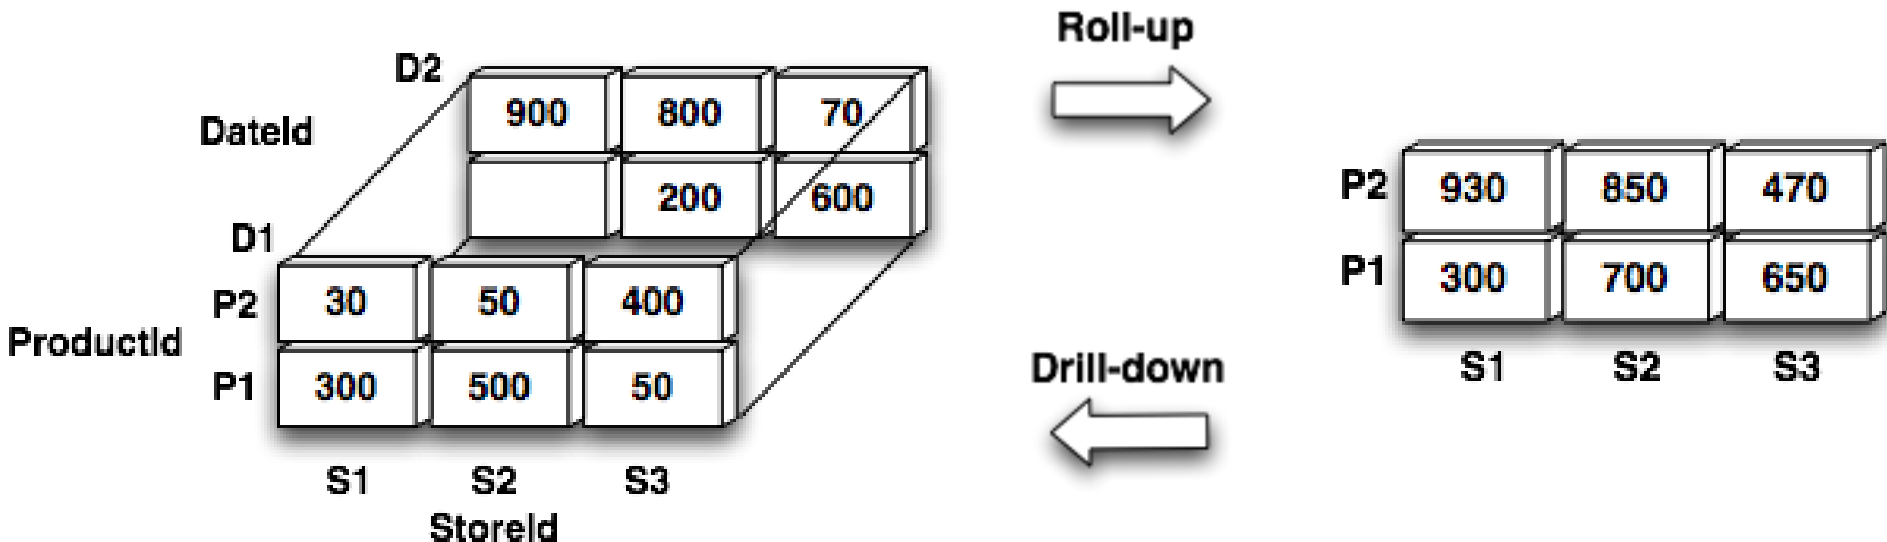 Roll-up
D2
900 800 70
DateId
200 600
D1
P2 30 50 400
ProductId
P1 300 500 50
S1 S2 S3
StoreId
Drill-down
P2 930 850 470
P1 300 700 650
S1 S2 S3